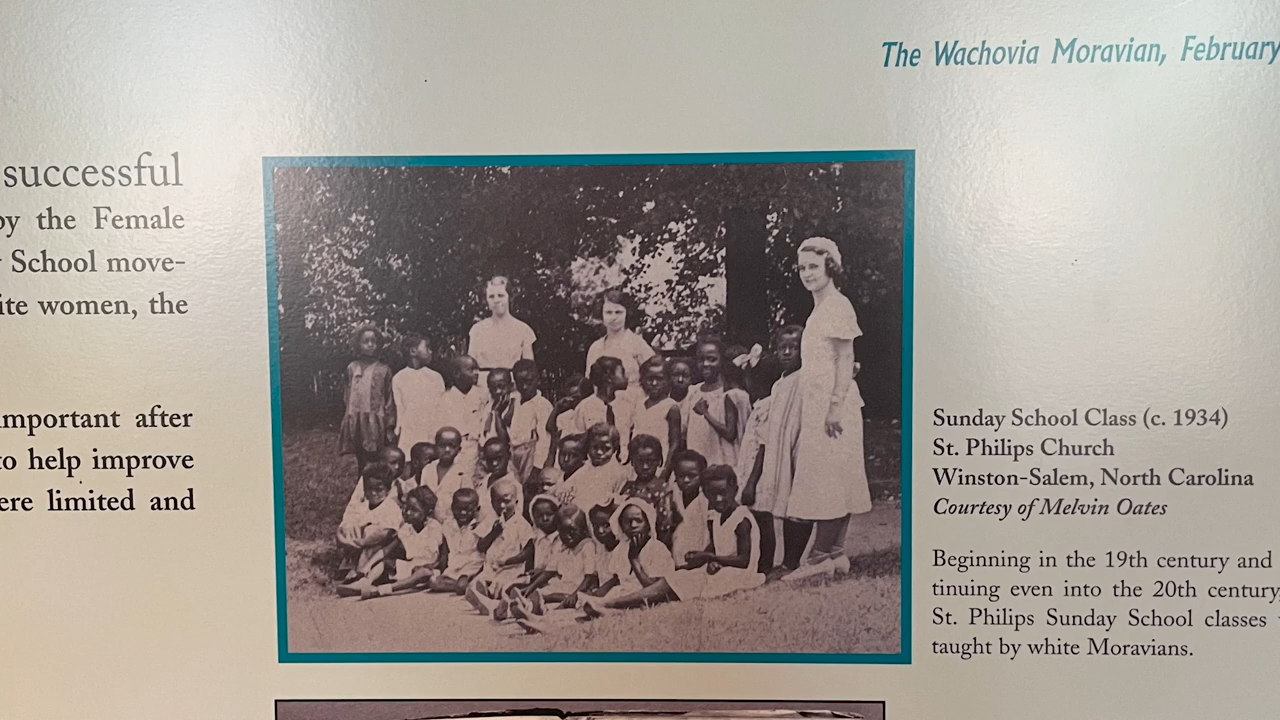 The Wachovia Moravian, February
successful
by the Female
School move-
ite women, the
important after
to help improve
ere limited and
Sunday School Class (c. 1934)
St. Philips Church
Winston-Salem, North Carolina
Courtesy of Melvin Oates
Beginning in the 19th century and
tinuing even into the 20th century,
St. Philips Sunday School classes
taught by white Moravians.